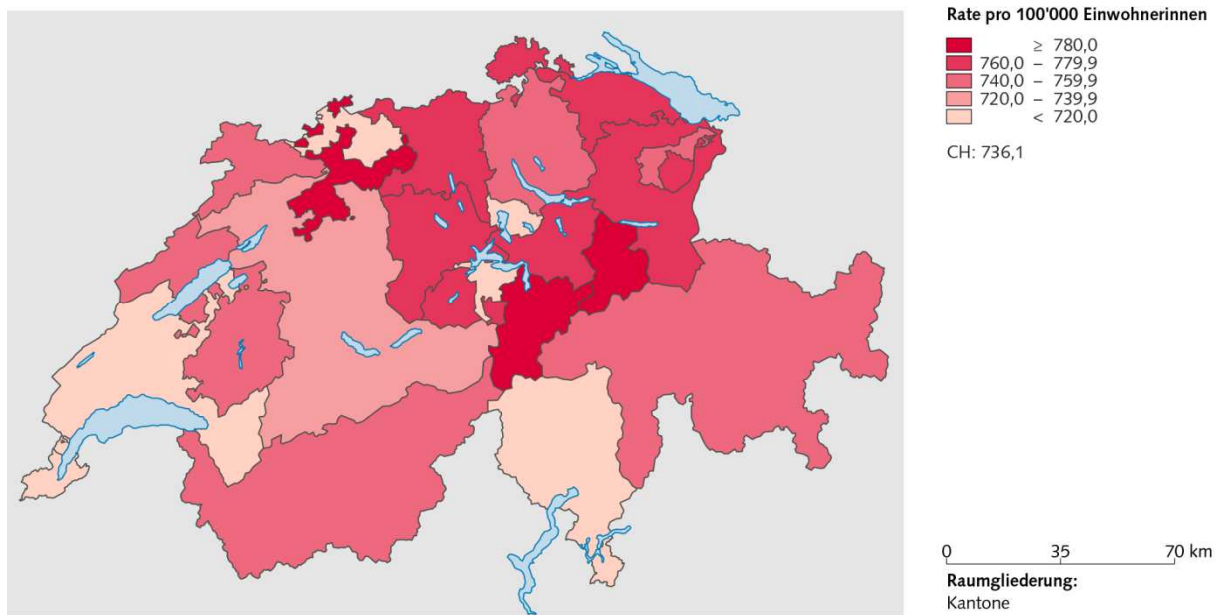 Rate pro 100'000 Einwohnerinnen
≥ 780,0
760,0 – 779,9
740,0 – 759,9
720,0 – 739,9
< 720,0
CH: 736,1
0 35 70 km
Raumgliederung:
Kantone